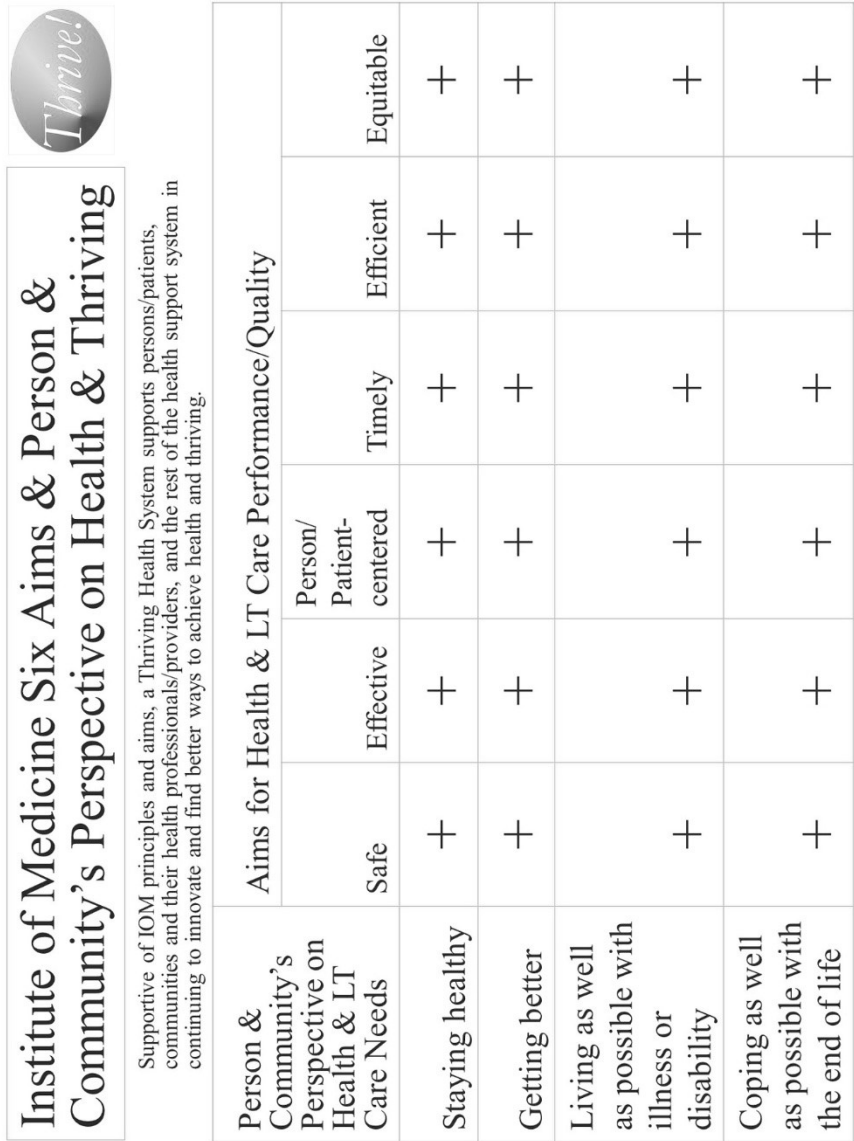 Institute of Medicine Six Aims & Person &
Community’s Perspective on Health & Thriving
Thrive!
Supportive of IOM principles and aims, a Thriving Health System supports persons/patients,
communities and their health professionals/providers, and the rest of the health support system in
continuing to innovate and find better ways to achieve health and thriving.
Person &
Community’s
Perspective on
Health & LT
Care Needs
Aims for Health & LT Care Performance/Quality
Safe
Effective
Person/
Patient-
centered
Timely
Efficient
Equitable
Staying healthy
+ + + + + +
Getting better
+ + + + + +
Living as well
as possible with
illness or
disability
+ + + + + +
Coping as well
as possible with
the end of life
+ + + + + +